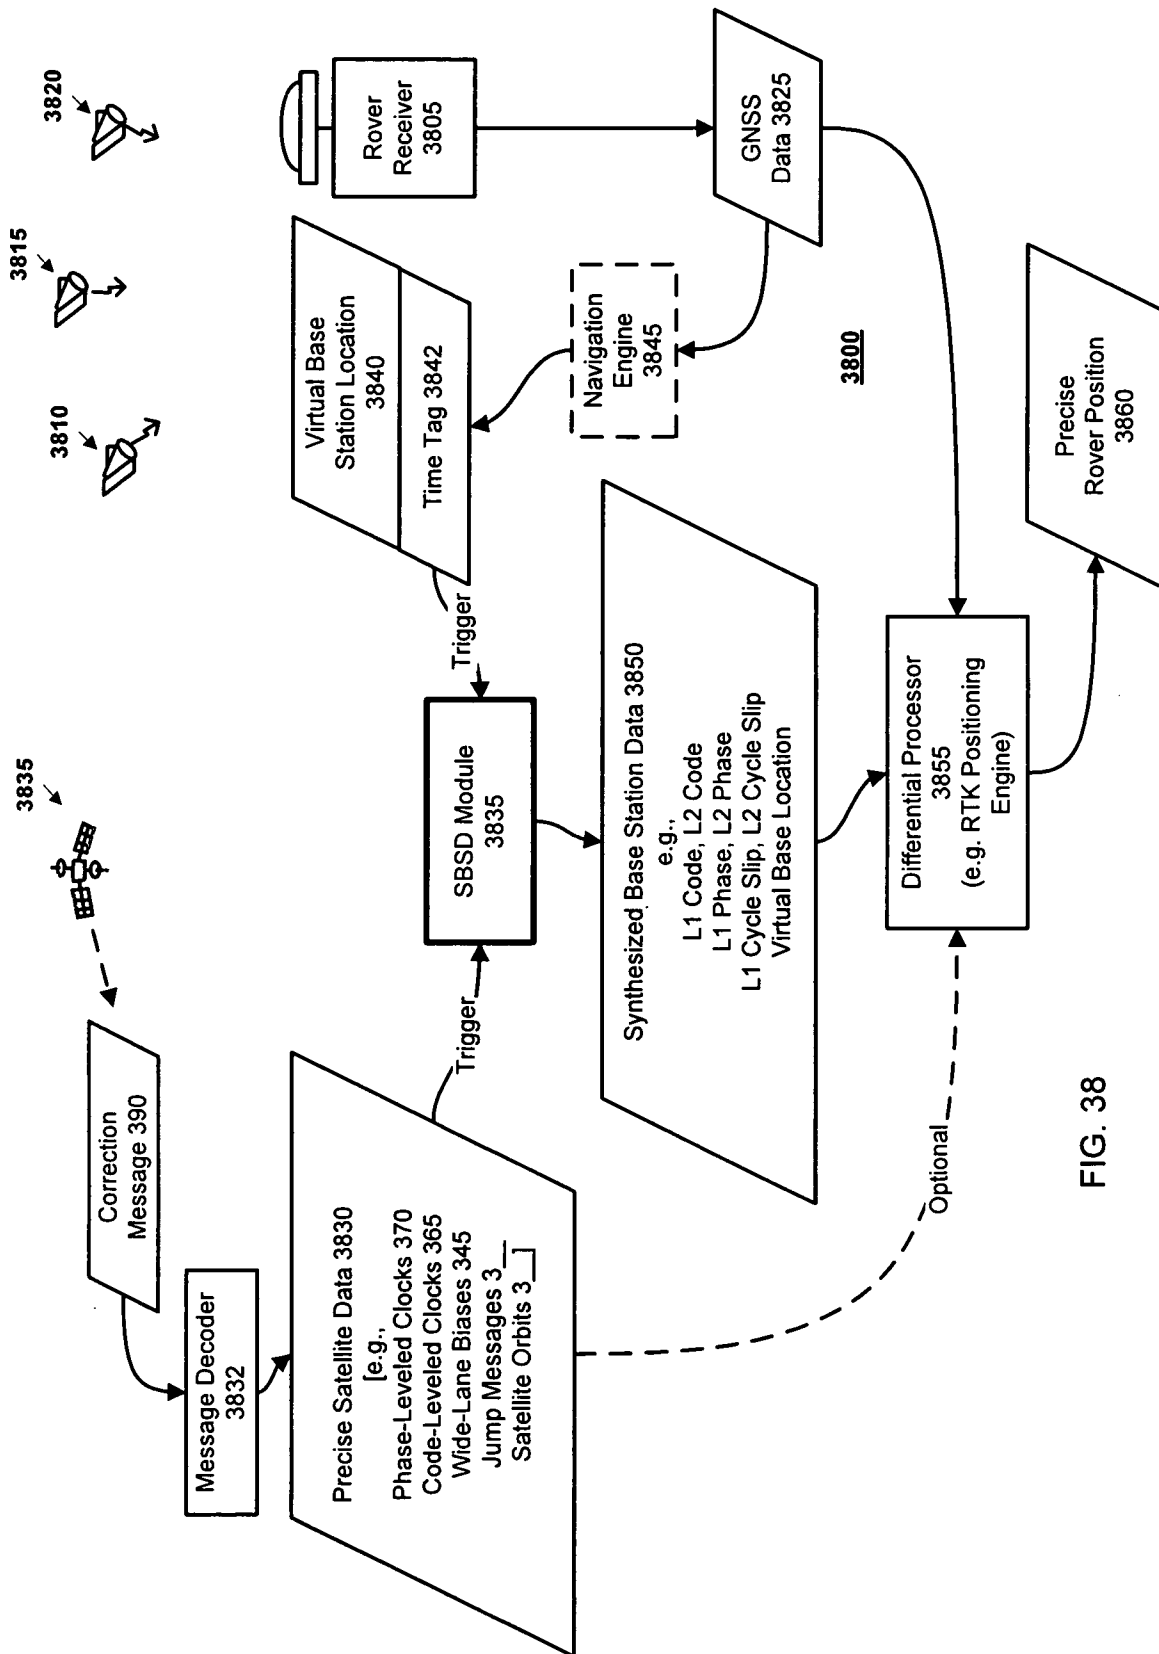 3835
3810
3815
3820
Correction
Message 390
Message Decoder
3832
Precise Satellite Data 3830
[e.g.,
Phase-Leveled Clocks 370
Code-Leveled Clocks 365
Wide-Lane Biases 345
Jump Messages 3__
Satellite Orbits 3__]
Trigger
SBSD Module
3835
Trigger
Virtual Base
Station Location
3840
Time Tag 3842
Rover
Receiver
3805
Navigation
Engine
3845
GNSS
Data 3825
Synthesized Base Station Data 3850
e.g.,
L1 Code, L2 Code
L1 Phase, L2 Phase
L1 Cycle Slip, L2 Cycle Slip
Virtual Base Location
3800
Optional
Differential Processor
3855
(e.g. RTK Positioning
Engine)
Precise
Rover Position
3860
FIG. 38